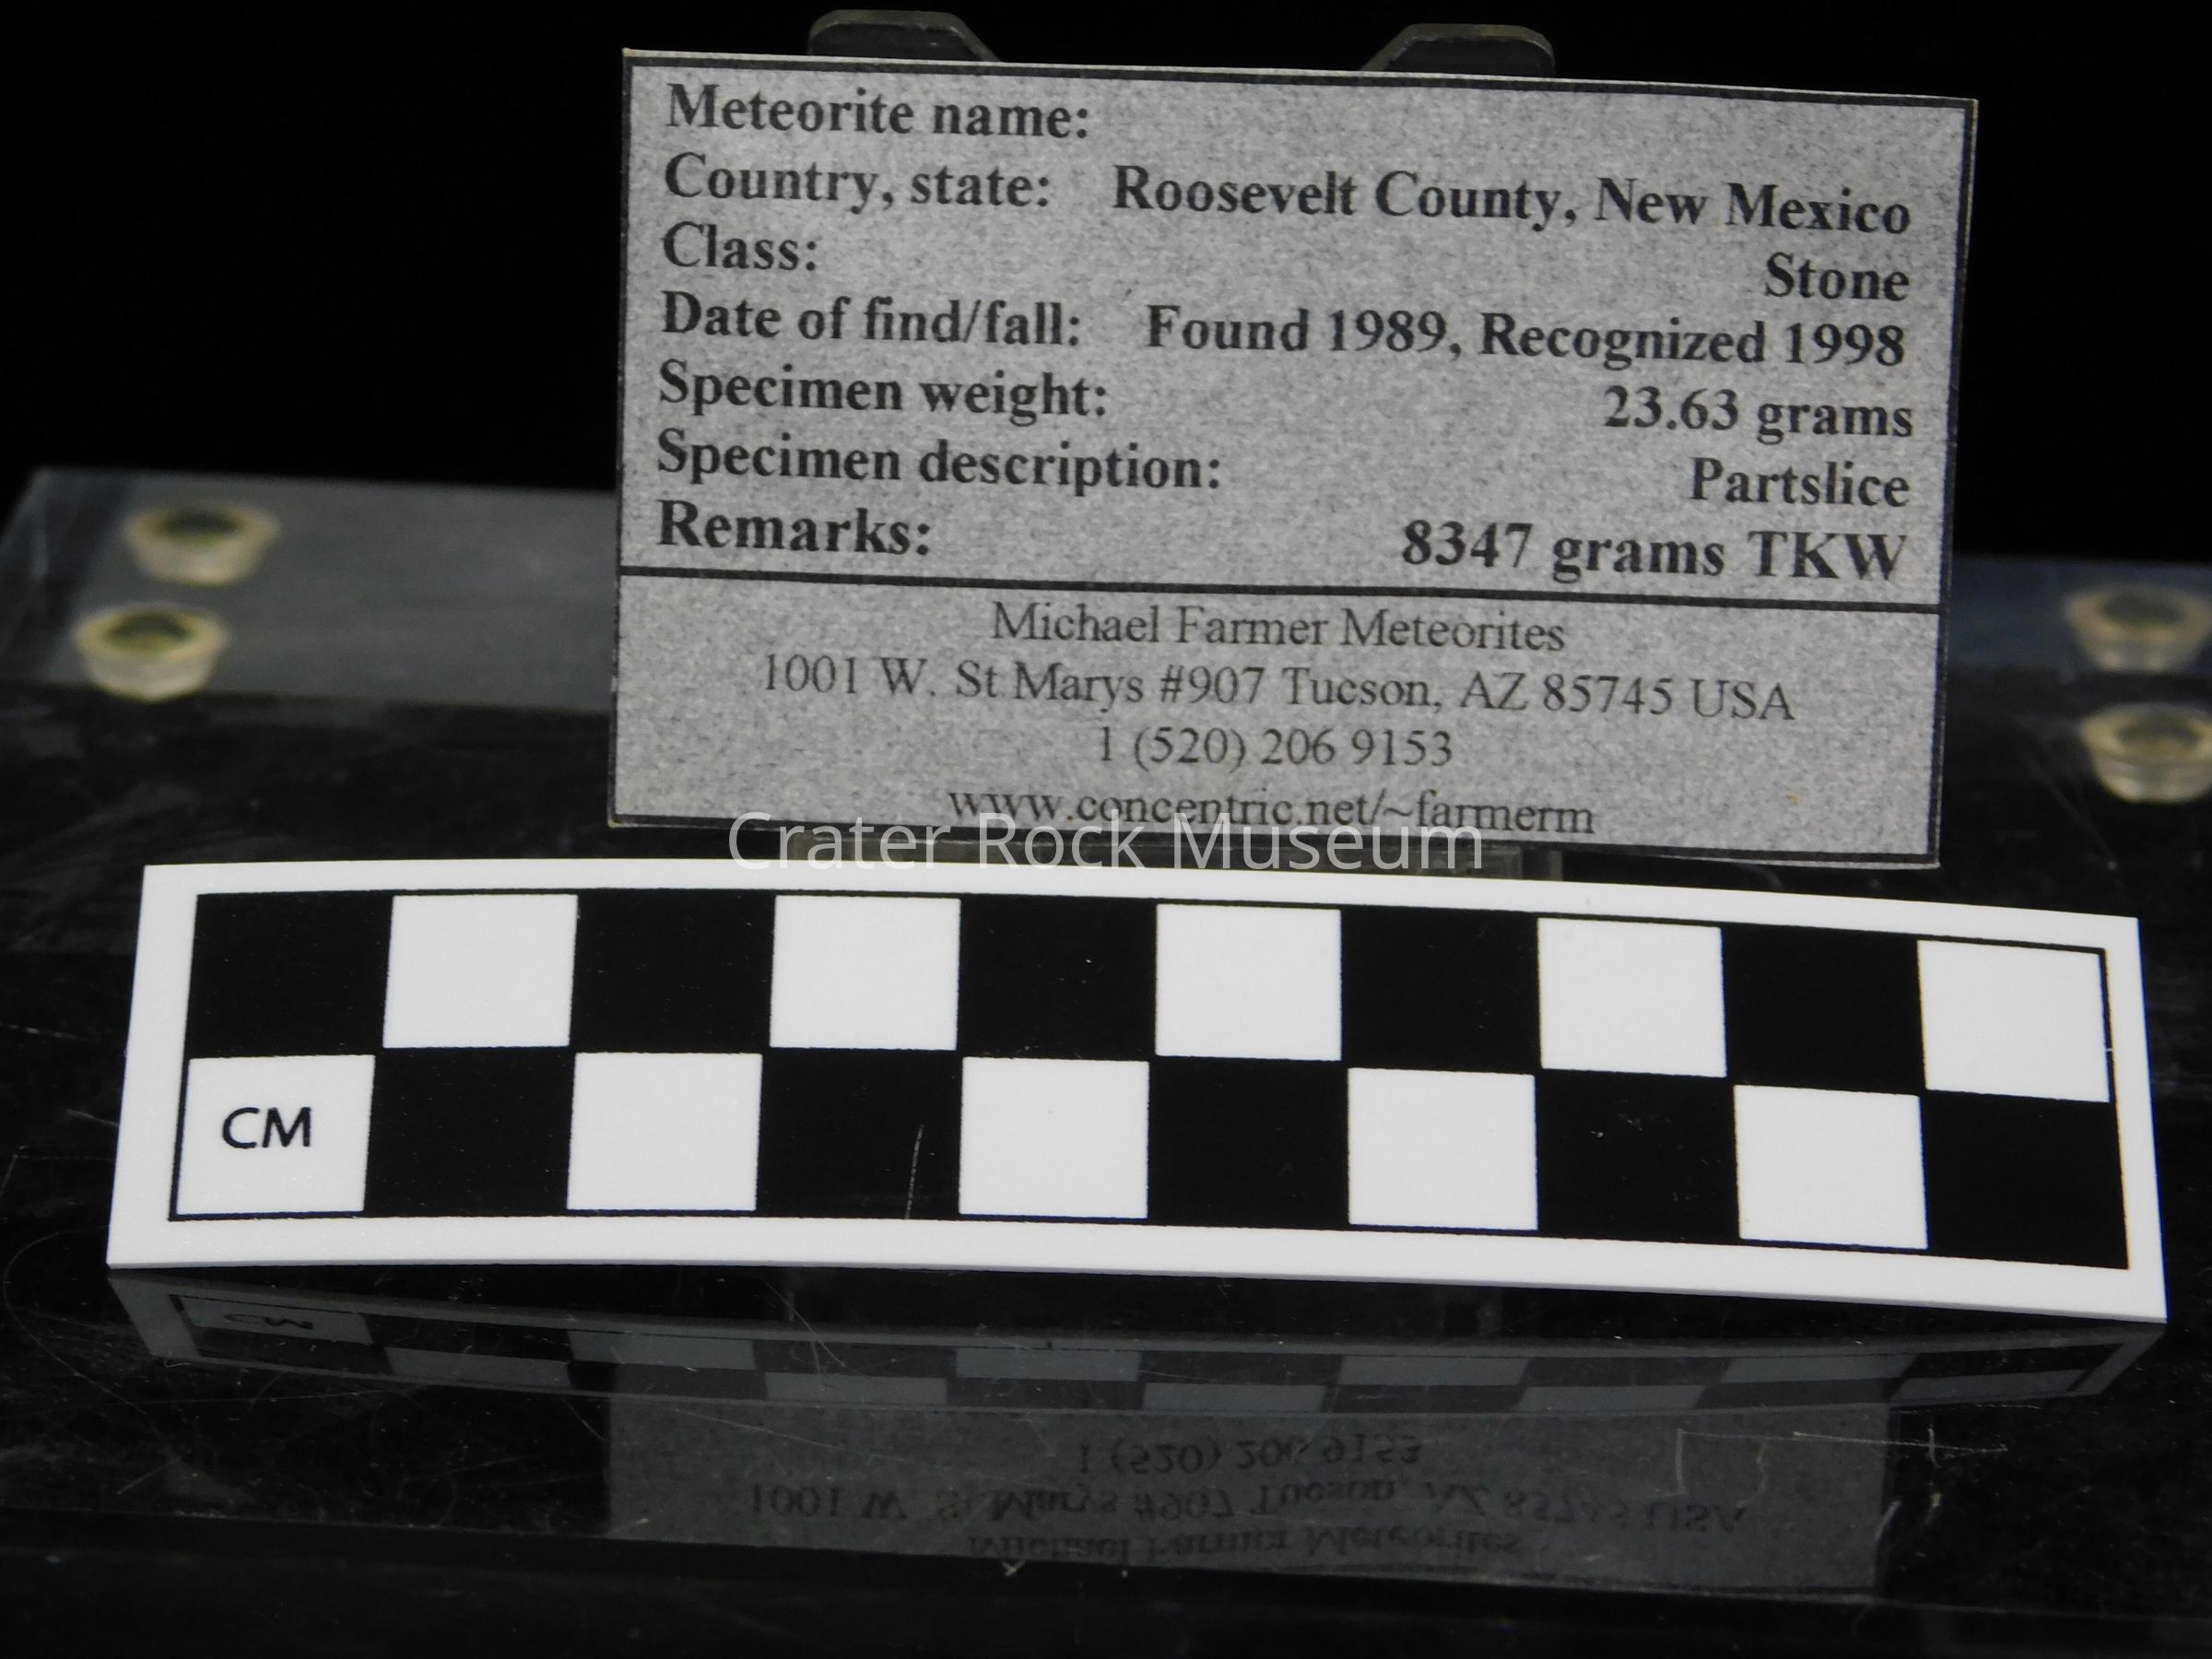 Meteorite name:
Country, state: Roosevelt County, New Mexico
Class: Stone
Date of find/fall: Found 1989, Recognized 1998
Specimen weight: 23.63 grams
Specimen description: Partslice
Remarks: 8347 grams TKW
Michael Farmer Meteorites
1001 W. St Marys #907 Tucson, AZ 85745 USA
1 (520) 206 9153
www.concentric.net/~farmerm
Crater Rock Museum
CM